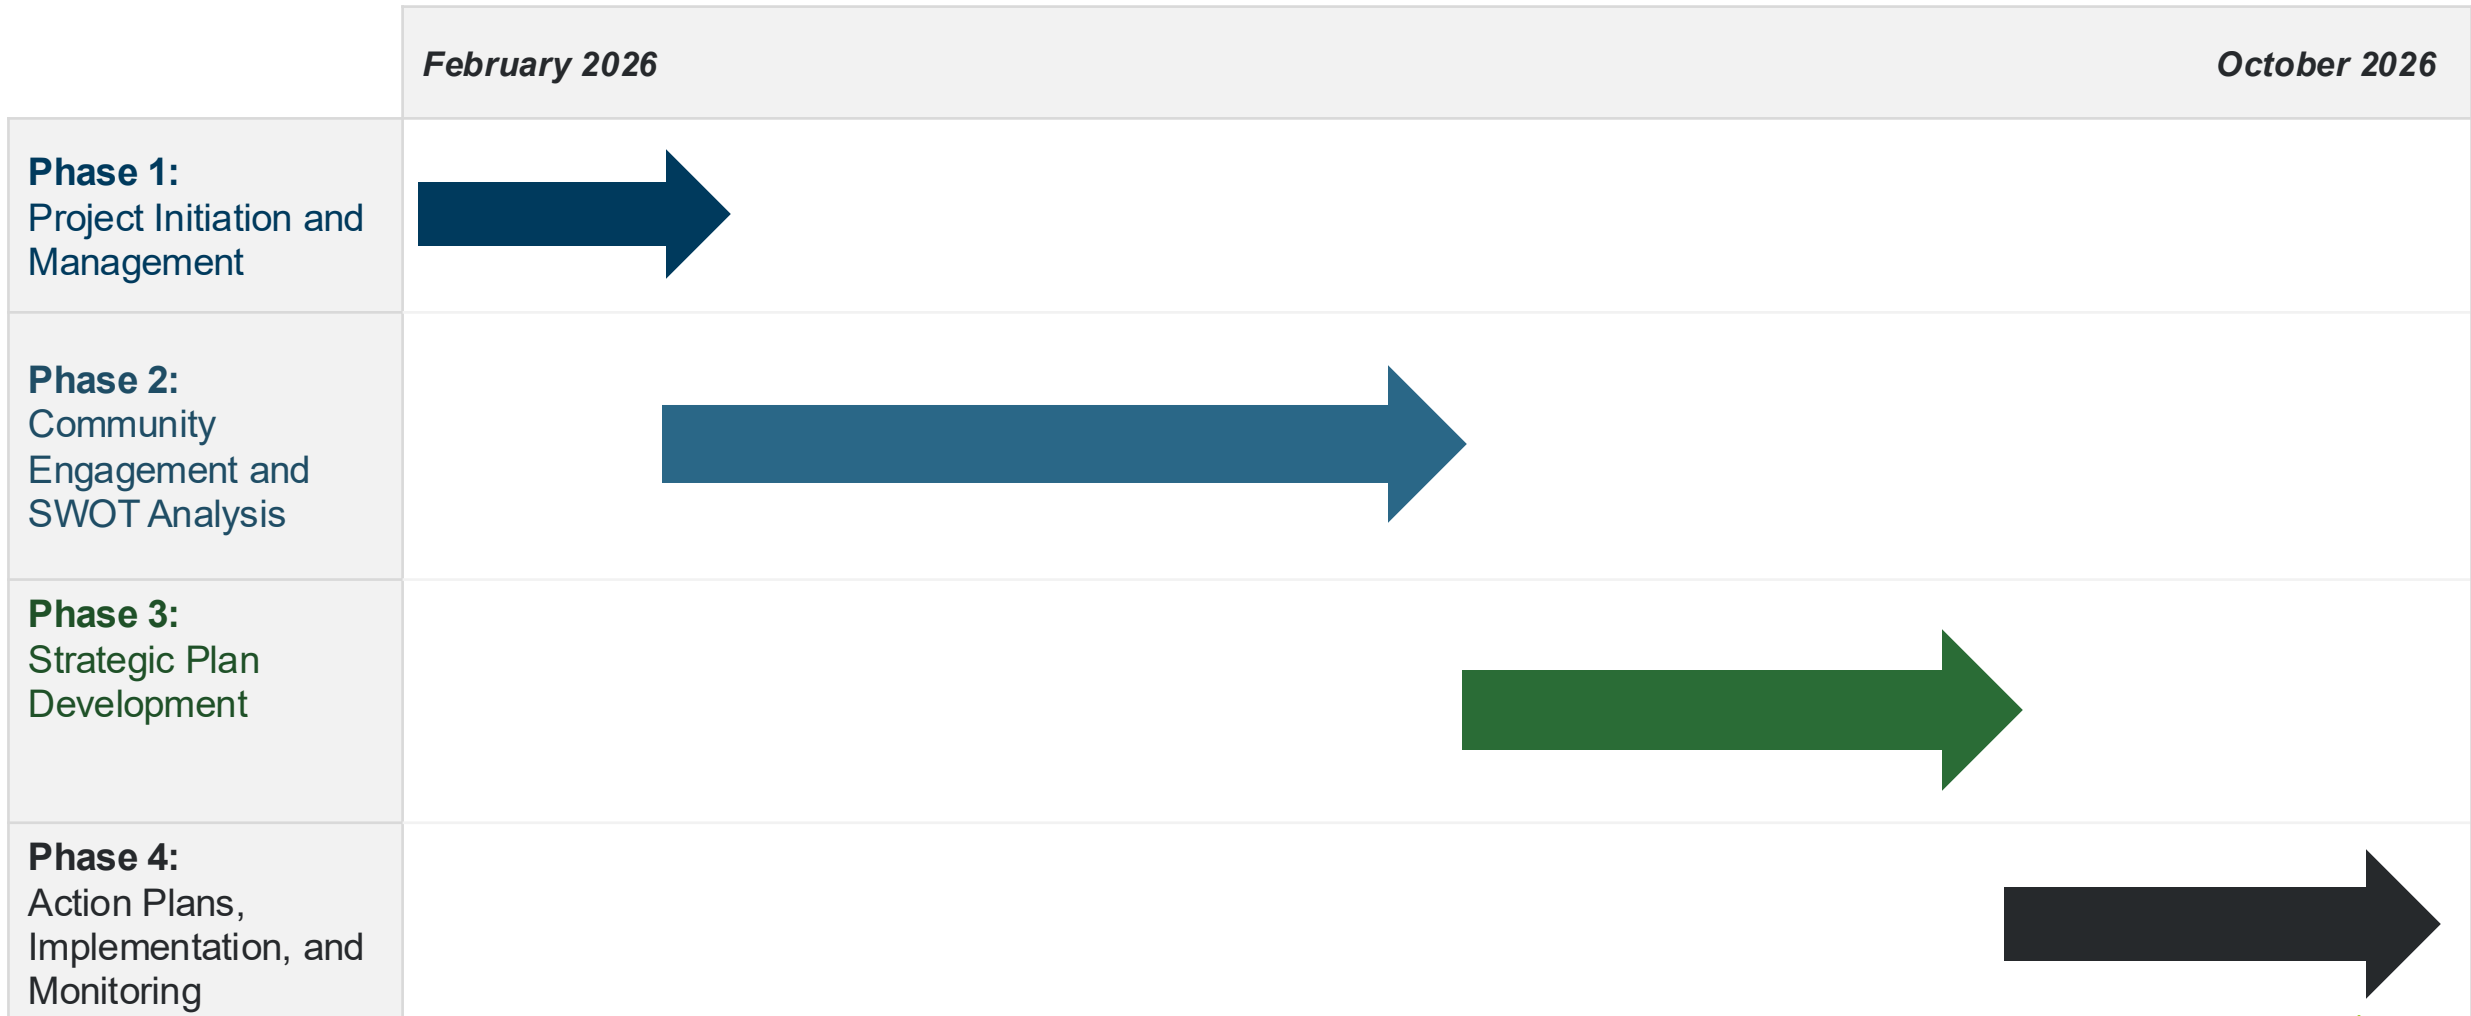 February 2026
October 2026
Phase 1:
Project Initiation and
Management
Phase 2:
Community
Engagement and
SWOT Analysis
Phase 3:
Strategic Plan
Development
Phase 4:
Action Plans,
Implementation, and
Monitoring